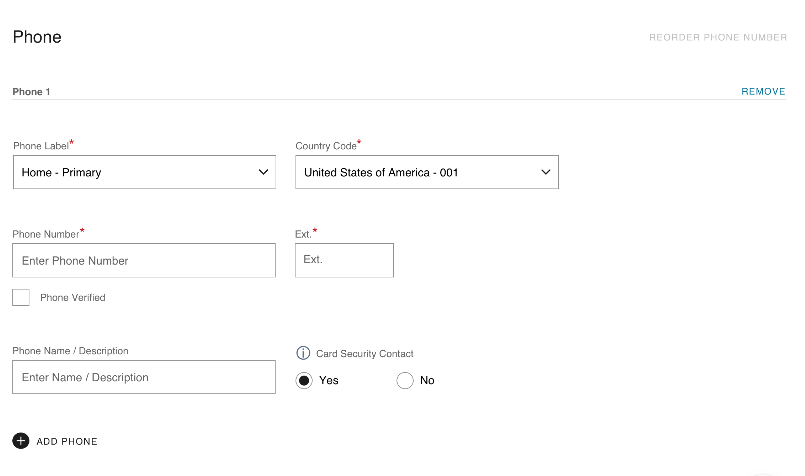 Phone
REORDER PHONE NUMBER
Phone 1
REMOVE
Phone Label*
Country Code*
Home - Primary
United States of America - 001
Phone Number*
Ext.*
Enter Phone Number
Ext.
Phone Verified
Phone Name / Description
Card Security Contact
Enter Name / Description
Yes
No
ADD PHONE